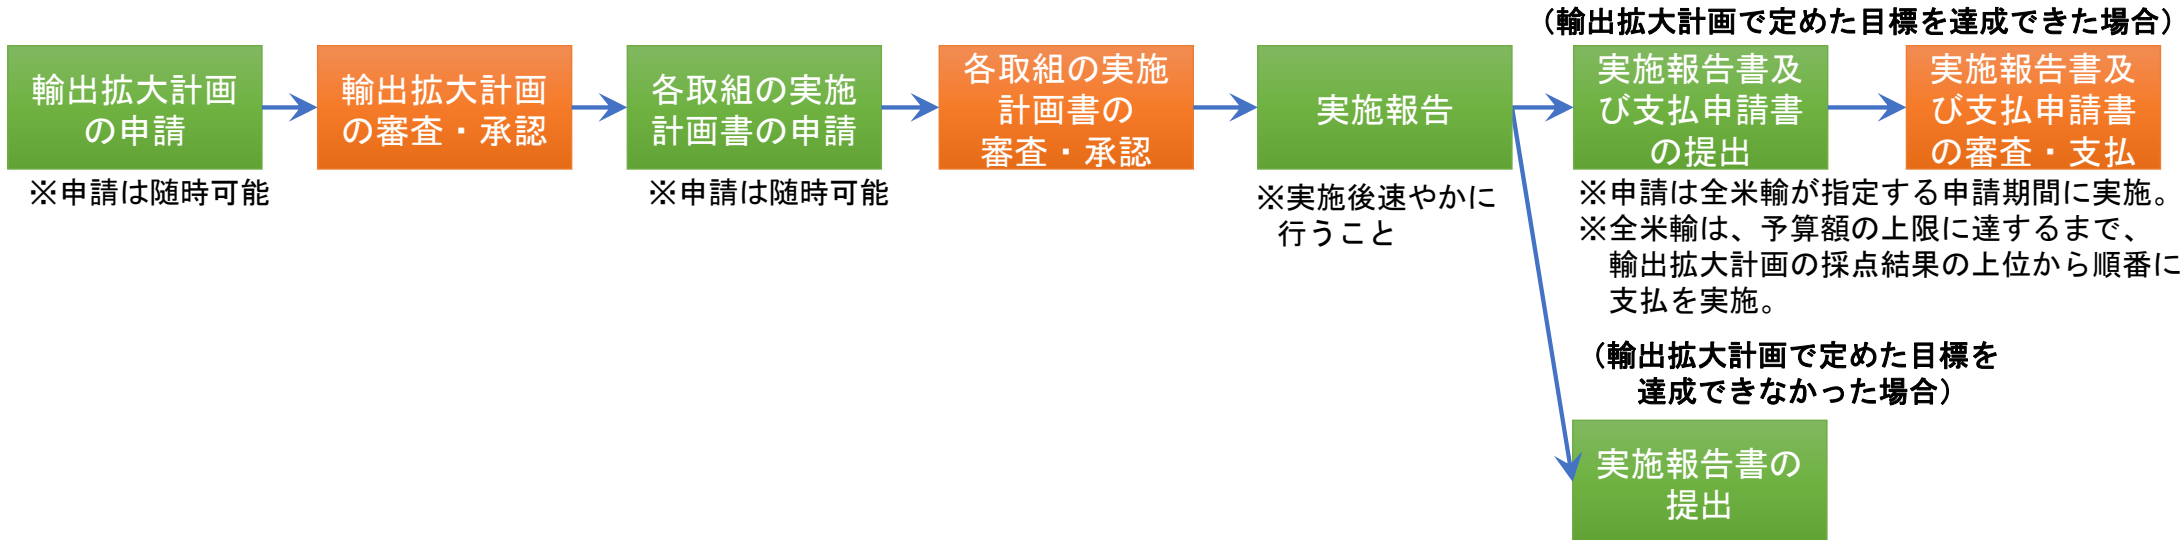 (輸出拡大計画で定めた目標を達成できた場合)
輸出拡大計画
の申請
輸出拡大計画
の審査・承認
各取組の実施
計画書の申請
各取組の実施
計画書の
審査・承認
実施報告
実施報告書及
び支払申請書
の提出
実施報告書及
び支払申請書
の審査・支払
※申請は随時可能
※申請は随時可能
※実施後速やかに
行うこと
※申請は全米輸が指定する申請期間に実施。
※全米輸は、予算額の上限に達するまで、
輸出拡大計画の採点結果の上位から順番に
支払を実施。
(輸出拡大計画で定めた目標を
達成できなかった場合)
実施報告書の
提出